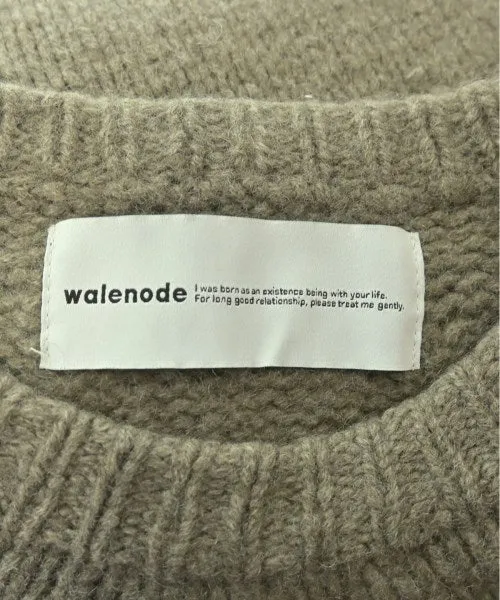 walenode
I was born as an existence being with your life.
For long good relationship, please treat me gently.